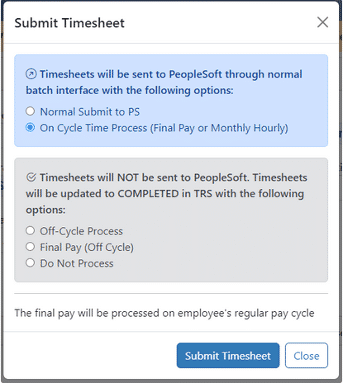 Submit Timesheet
Timesheets will be sent to PeopleSoft through normal
batch interface with the following options:
Normal Submit to PS
On Cycle Time Process (Final Pay or Monthly Hourly)
Timesheets will NOT be sent to PeopleSoft. Timesheets
will be updated to COMPLETED in TRS with the following
options:
Off-Cycle Process
Final Pay (Off Cycle)
Do Not Process
The final pay will be processed on employee's regular pay cycle
Submit Timesheet
Close